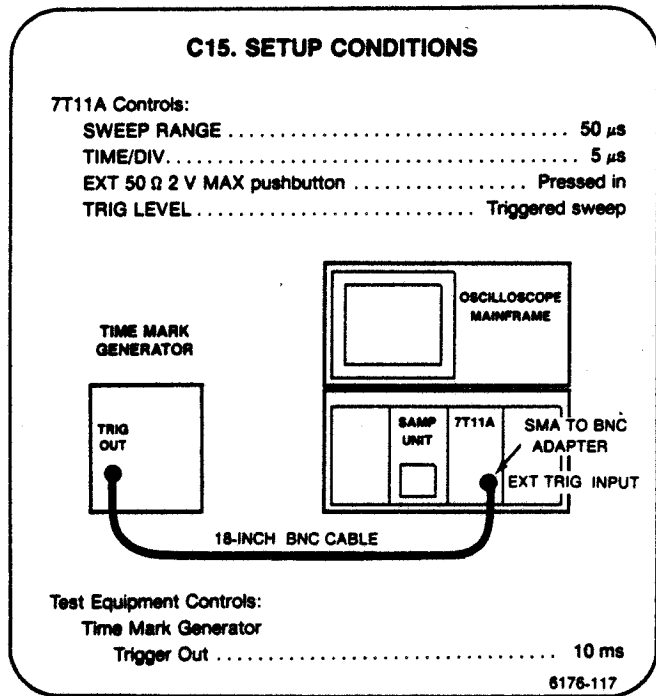 C15. SETUP CONDITIONS
7T11A Controls:
SWEEP RANGE ........................ 50 μs
TIME/DIV ........................ 5 μs
EXT 50 Ω 2 V MAX pushbutton ................ Pressed in
TRIG LEVEL ........................ Triggered sweep
TIME MARK
GENERATOR
TRIG
OUT
OSCILLOSCOPE
MAINFRAME
SAMP
UNIT
7T11A
SMA TO BNC
ADAPTER
EXT TRIG INPUT
18-INCH BNC CABLE
Test Equipment Controls:
Time Mark Generator
Trigger Out ........................ 10 ms
6176-117